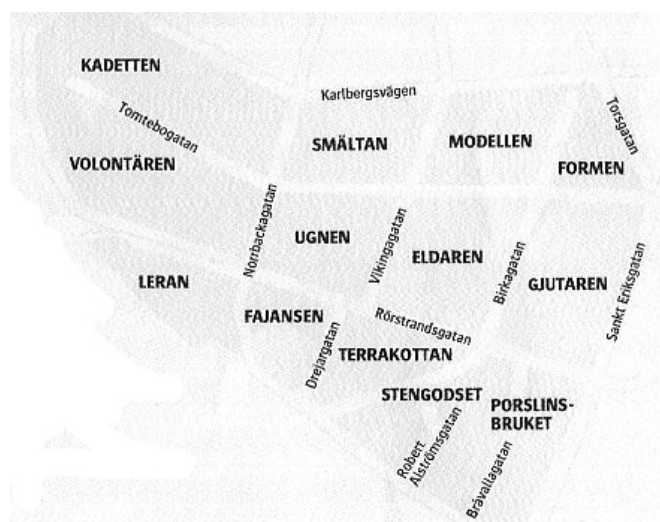 KADETTEN
Karlbergsvägen
Tomtebogatan
Torsgatan
SMÄLTAN
MODELLEN
VOLONTÄREN
FORMEN
Norrbackagatan
UGNEN
Vikingagatan
ELDAREN
Birkagatan
LERAN
GJUTAREN
Sankt Eriksgatan
FAJANSEN
Rörstrandsgatan
Drejargatan
TERRAKOTTAN
STENGODSET
PORSLINS-
BRUKET
Robert
Alströmsgatan
Bråvallagatan